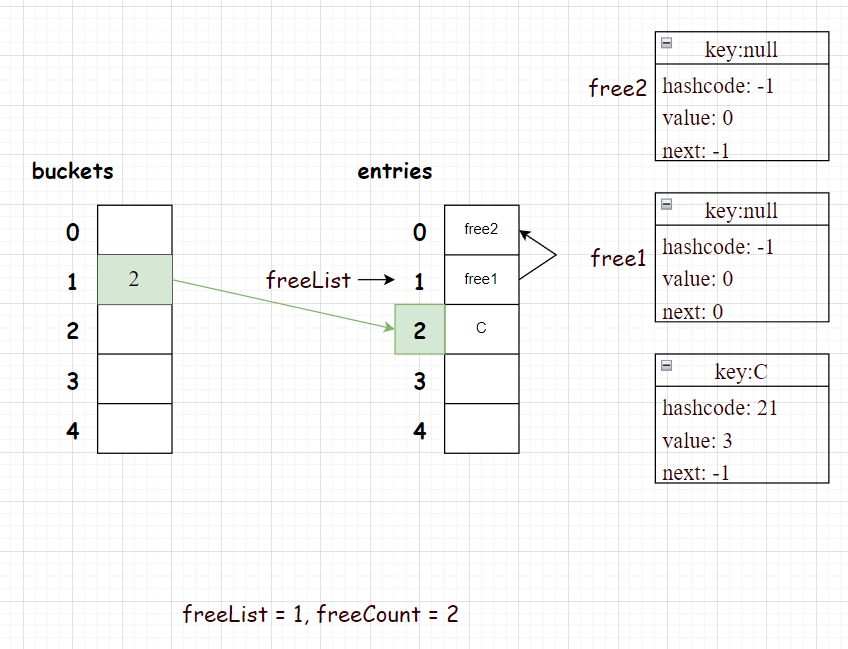 key:null
free2
hashcode: -1
value: 0
next: -1
buckets
entries
key:null
free1
hashcode: -1
value: 0
next: 0
0
0 free2
1 2
freeList 1 free1
2
2 C
3
3
4
4
key:C
hashcode: 21
value: 3
next: -1
freeList = 1, freeCount = 2